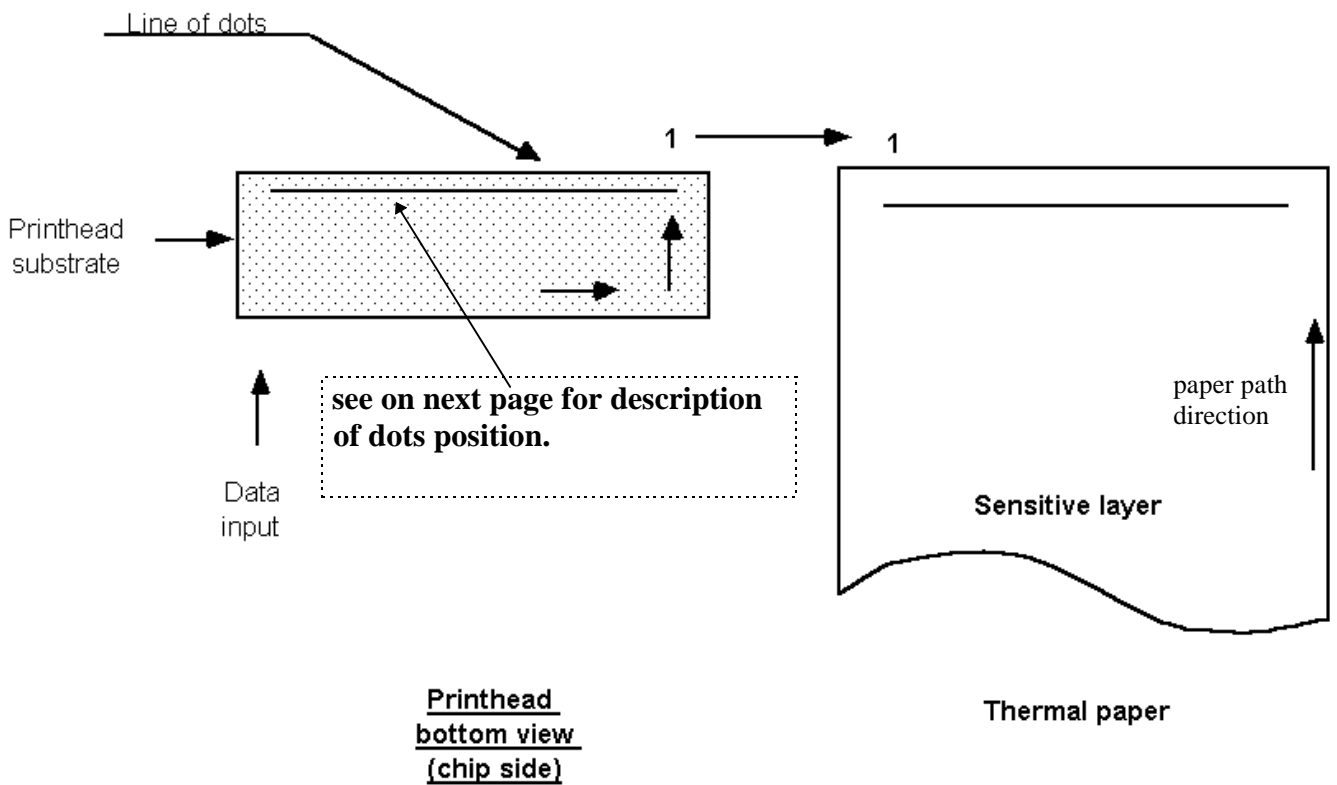 Line of dots
1
1
Printhead
substrate
see on next page for description
of dots position.
paper path
direction
Data
input
Sensitive layer
Printhead
bottom view
(chip side)
Thermal paper